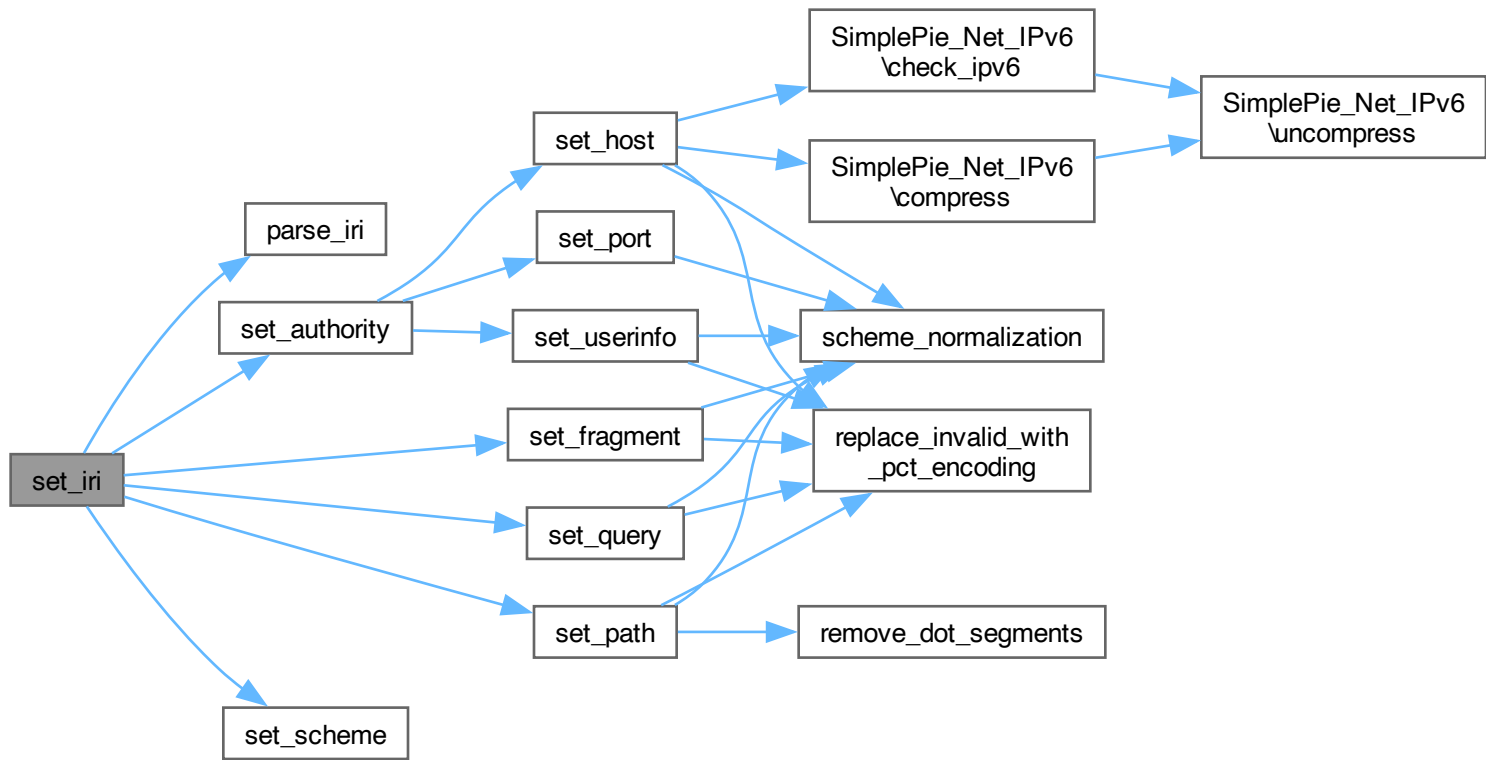 set_iri
parse_iri
set_authority
set_scheme
set_host
set_port
set_userinfo
set_fragment
set_query
set_path
SimplePie_Net_IPv6
\check_ipv6
SimplePie_Net_IPv6
\compress
scheme_normalization
replace_invalid_with
_pct_encoding
remove_dot_segments
SimplePie_Net_IPv6
\uncompress